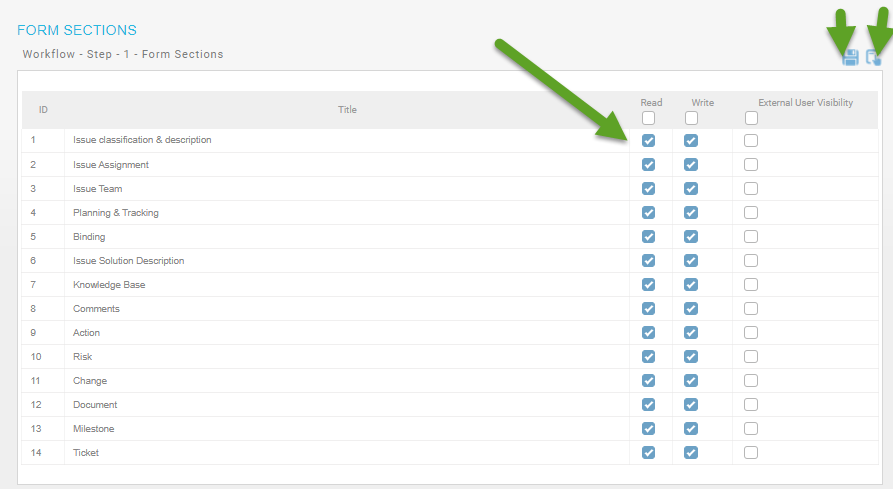 FORM SECTIONS
Workflow - Step - 1 - Form Sections
ID Title Read Write External User Visibility
1 Issue classification & description
2 Issue Assignment
3 Issue Team
4 Planning & Tracking
5 Binding
6 Issue Solution Description
7 Knowledge Base
8 Comments
9 Action
10 Risk
11 Change
12 Document
13 Milestone
14 Ticket